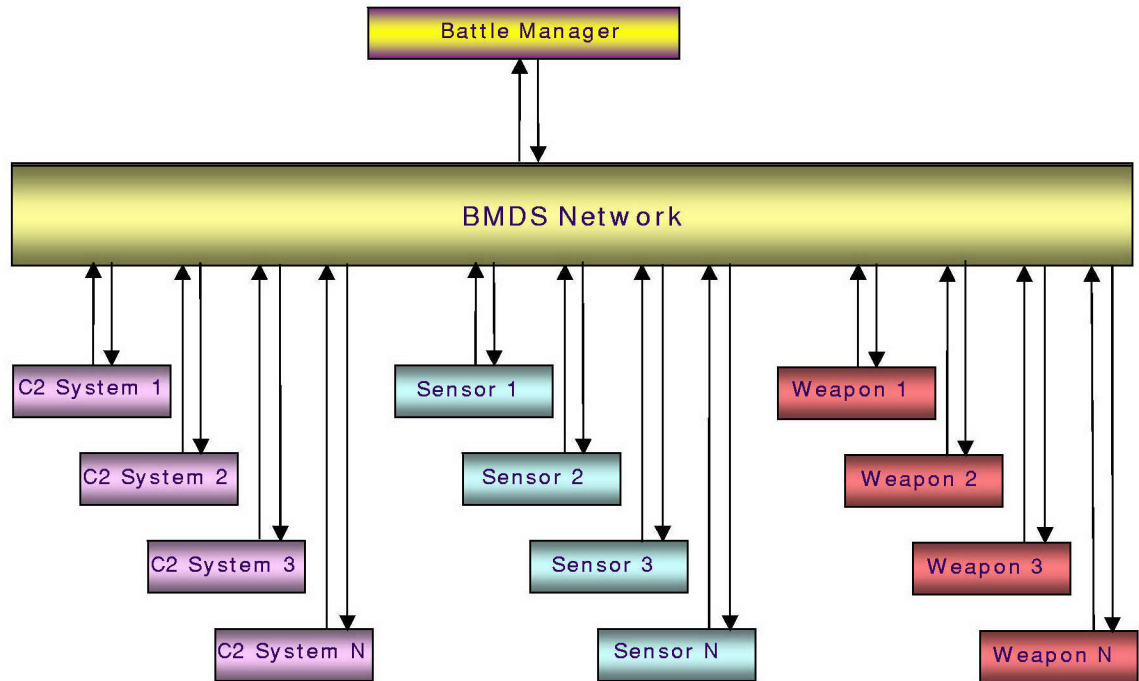 Battle Manager
BMDS Network
C2 System 1
Sensor 1
Weapon 1
C2 System 2
Sensor 2
Weapon 2
C2 System 3
Sensor 3
Weapon 3
C2 System N
Sensor N
Weapon N